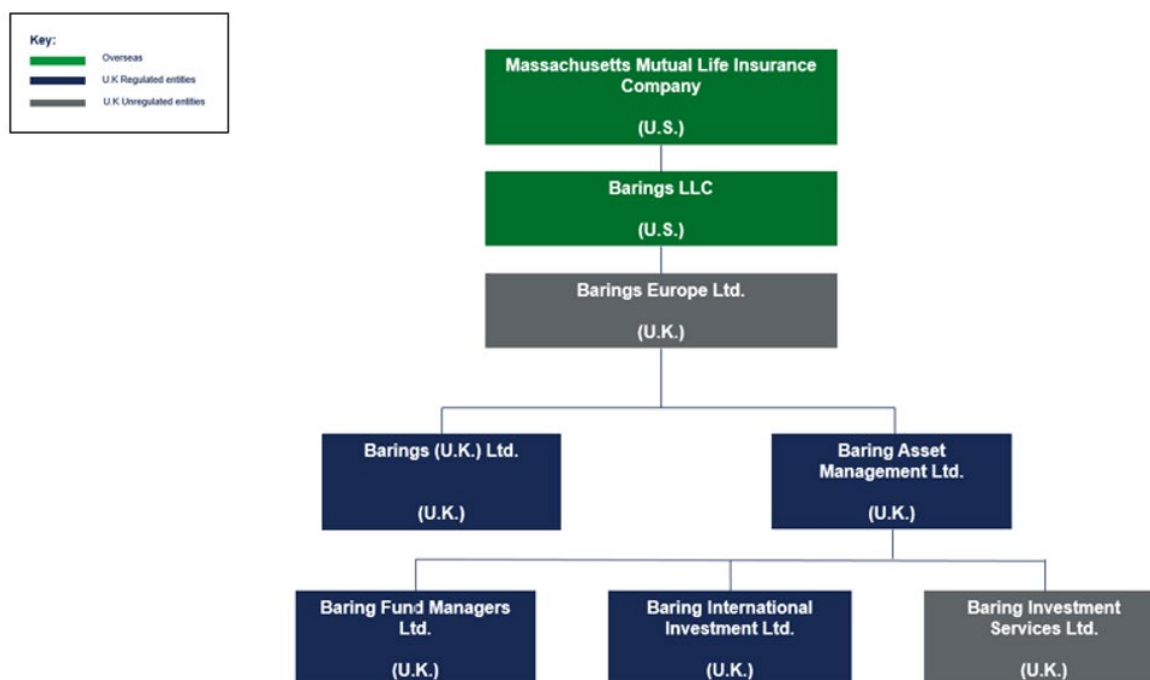 Key:
Overseas
U.K Regulated entities
U.K Unregulated entities
Massachusetts Mutual Life Insurance
Company
(U.S.)
Barings LLC
(U.S.)
Barings Europe Ltd.
(U.K.)
Barings (U.K.) Ltd.
(U.K.)
Baring Asset
Management Ltd.
(U.K.)
Baring Fund Managers
Ltd.
(U.K.)
Baring International
Investment Ltd.
(U.K.)
Baring Investment
Services Ltd.
(U.K.)